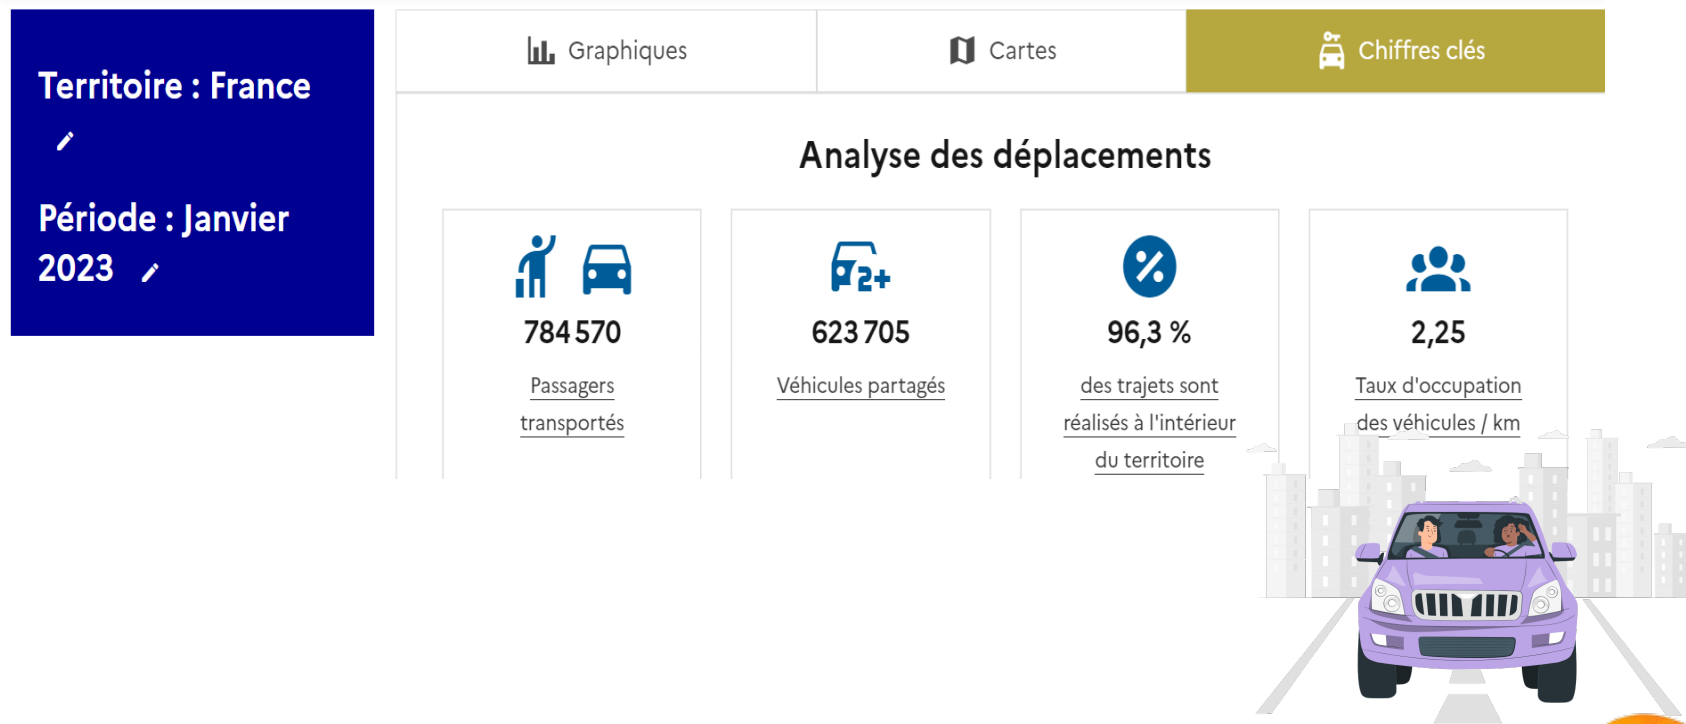 Territoire : France
Période : Janvier
2023
Graphiques
Cartes
Chiffres clés
Analyse des déplacements
784 570
Passagers
transportés
2+
623 705
Véhicules partagés
%
96,3 %
des trajets sont
réalisés à l'intérieur
du territoire
2,25
Taux d'occupation
des véhicules / km